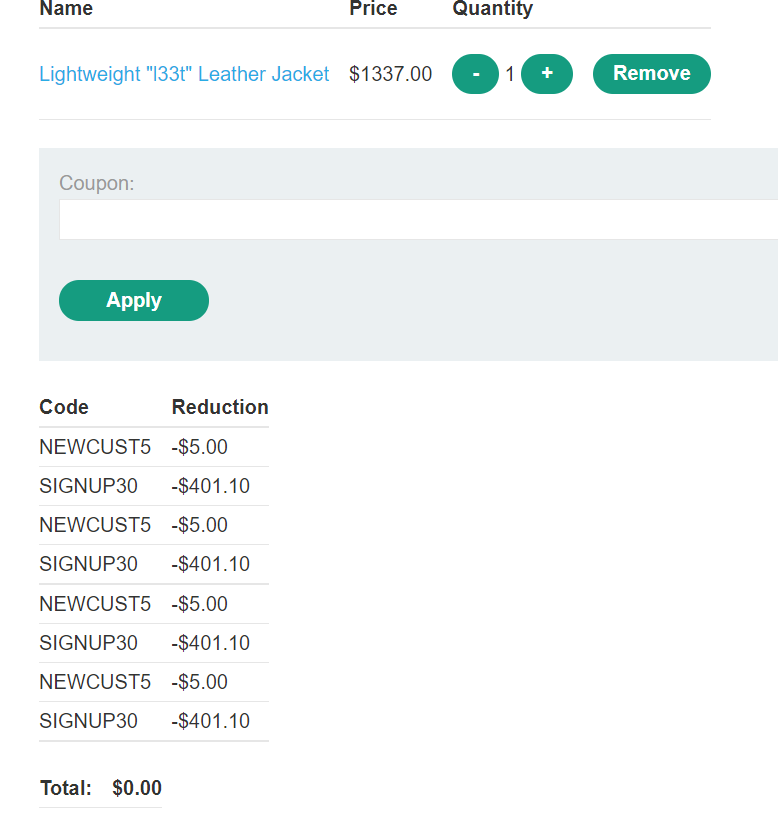 Name Price Quantity
Lightweight "l33t" Leather Jacket $1337.00 - 1 + Remove
Coupon:
Apply
Code Reduction
NEWCUST5 -$5.00
SIGNUP30 -$401.10
NEWCUST5 -$5.00
SIGNUP30 -$401.10
NEWCUST5 -$5.00
SIGNUP30 -$401.10
NEWCUST5 -$5.00
SIGNUP30 -$401.10
Total: $0.00